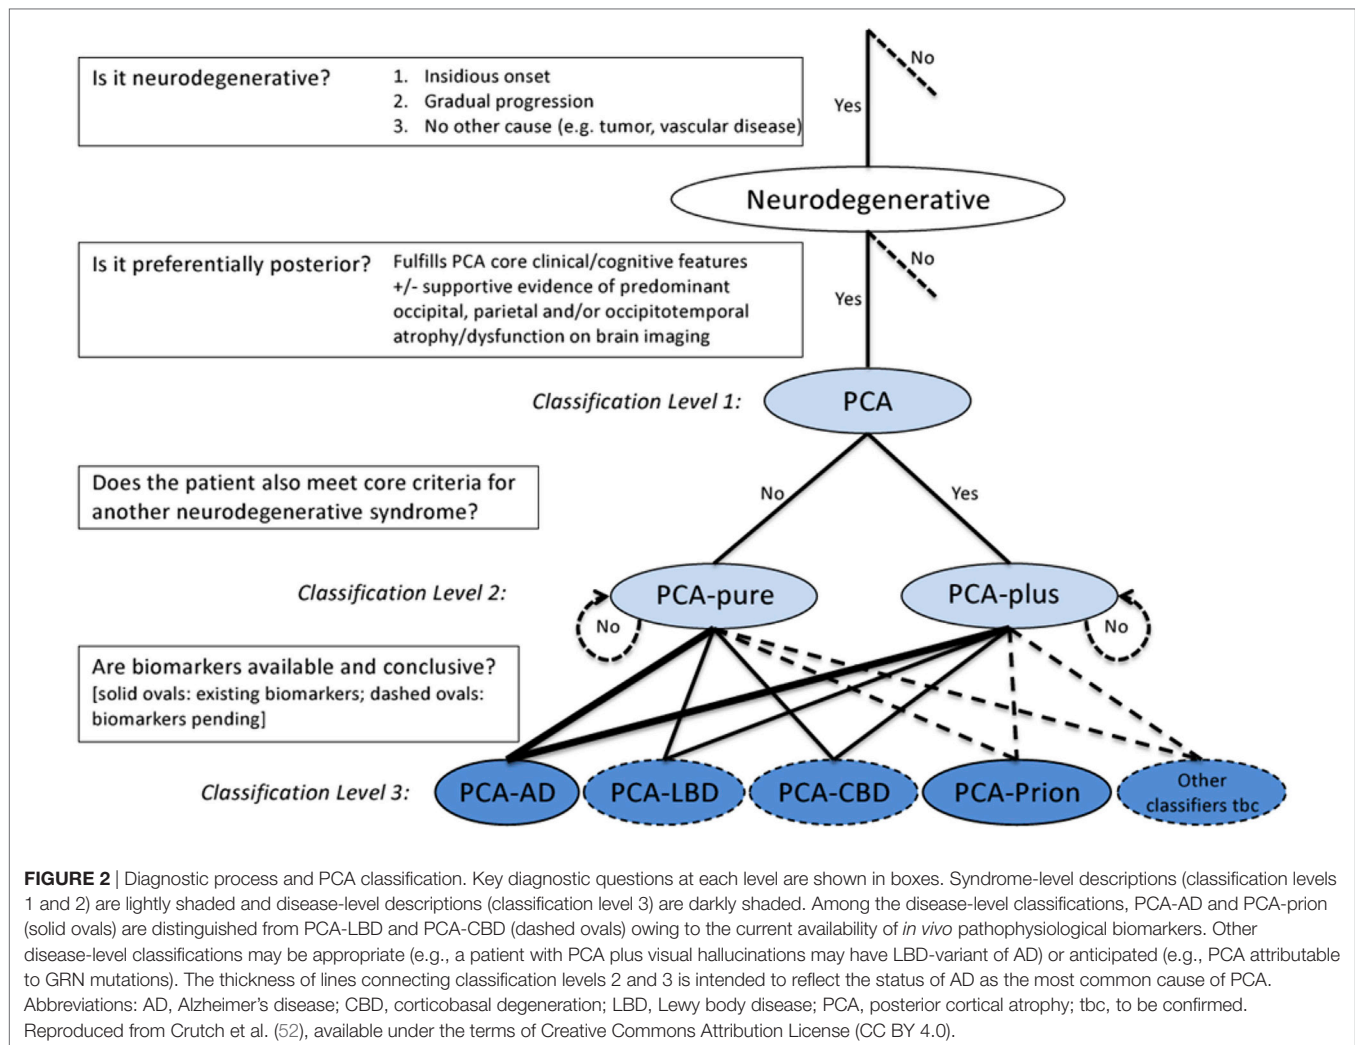 Is it neurodegenerative?
1. Insidious onset
2. Gradual progression
3. No other cause (e.g. tumor, vascular disease)
No
Yes
Neurodegenerative
Is it preferentially posterior?
Fulfills PCA core clinical/cognitive features
+/- supportive evidence of predominant
occipital, parietal and/or occipitotemporal
atrophy/dysfunction on brain imaging
No
Yes
Classification Level 1:
PCA
Does the patient also meet core criteria for
another neurodegenerative syndrome?
No
Yes
Classification Level 2:
PCA-pure
PCA-plus
No
No
Are biomarkers available and conclusive?
[solid ovals: existing biomarkers; dashed ovals:
biomarkers pending]
Classification Level 3:
PCA-AD
PCA-LBD
PCA-CBD
PCA-Prion
Other
classifiers tbc
FIGURE 2 | Diagnostic process and PCA classification. Key diagnostic questions at each level are shown in boxes. Syndrome-level descriptions (classification levels
1 and 2) are lightly shaded and disease-level descriptions (classification level 3) are darkly shaded. Among the disease-level classifications, PCA-AD and PCA-prion
(solid ovals) are distinguished from PCA-LBD and PCA-CBD (dashed ovals) owing to the current availability of in vivo pathophysiological biomarkers. Other
disease-level classifications may be appropriate (e.g., a patient with PCA plus visual hallucinations may have LBD-variant of AD) or anticipated (e.g., PCA attributable
to GRN mutations). The thickness of lines connecting classification levels 2 and 3 is intended to reflect the status of AD as the most common cause of PCA.
Abbreviations: AD, Alzheimer's disease; CBD, corticobasal degeneration; LBD, Lewy body disease; PCA, posterior cortical atrophy; tbc, to be confirmed.
Reproduced from Crutch et al. (52), available under the terms of Creative Commons Attribution License (CC BY 4.0).